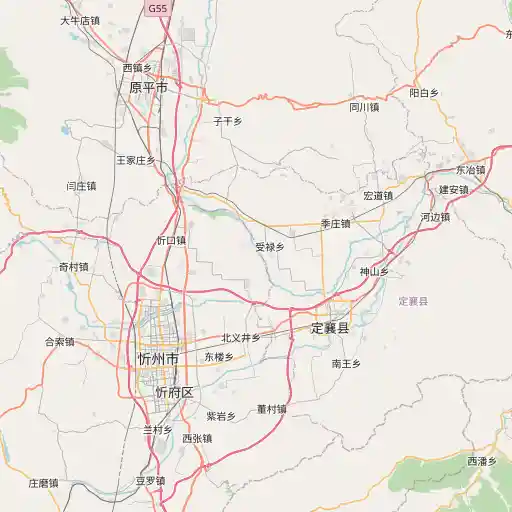 G55
大牛店镇
西镇乡
原平市
阳白乡
同川镇
子干乡
王家庄乡
东冶镇
闫庄镇
建安镇
宏道镇
河边镇
季庄镇
忻口镇
受禄乡
奇村镇
神山乡
定襄县
定襄县
北义井乡
合索镇
忻州市
东楼乡
南王乡
忻府区
董村镇
紫岩乡
兰村乡
西张镇
西潘乡
庄磨镇
豆罗镇